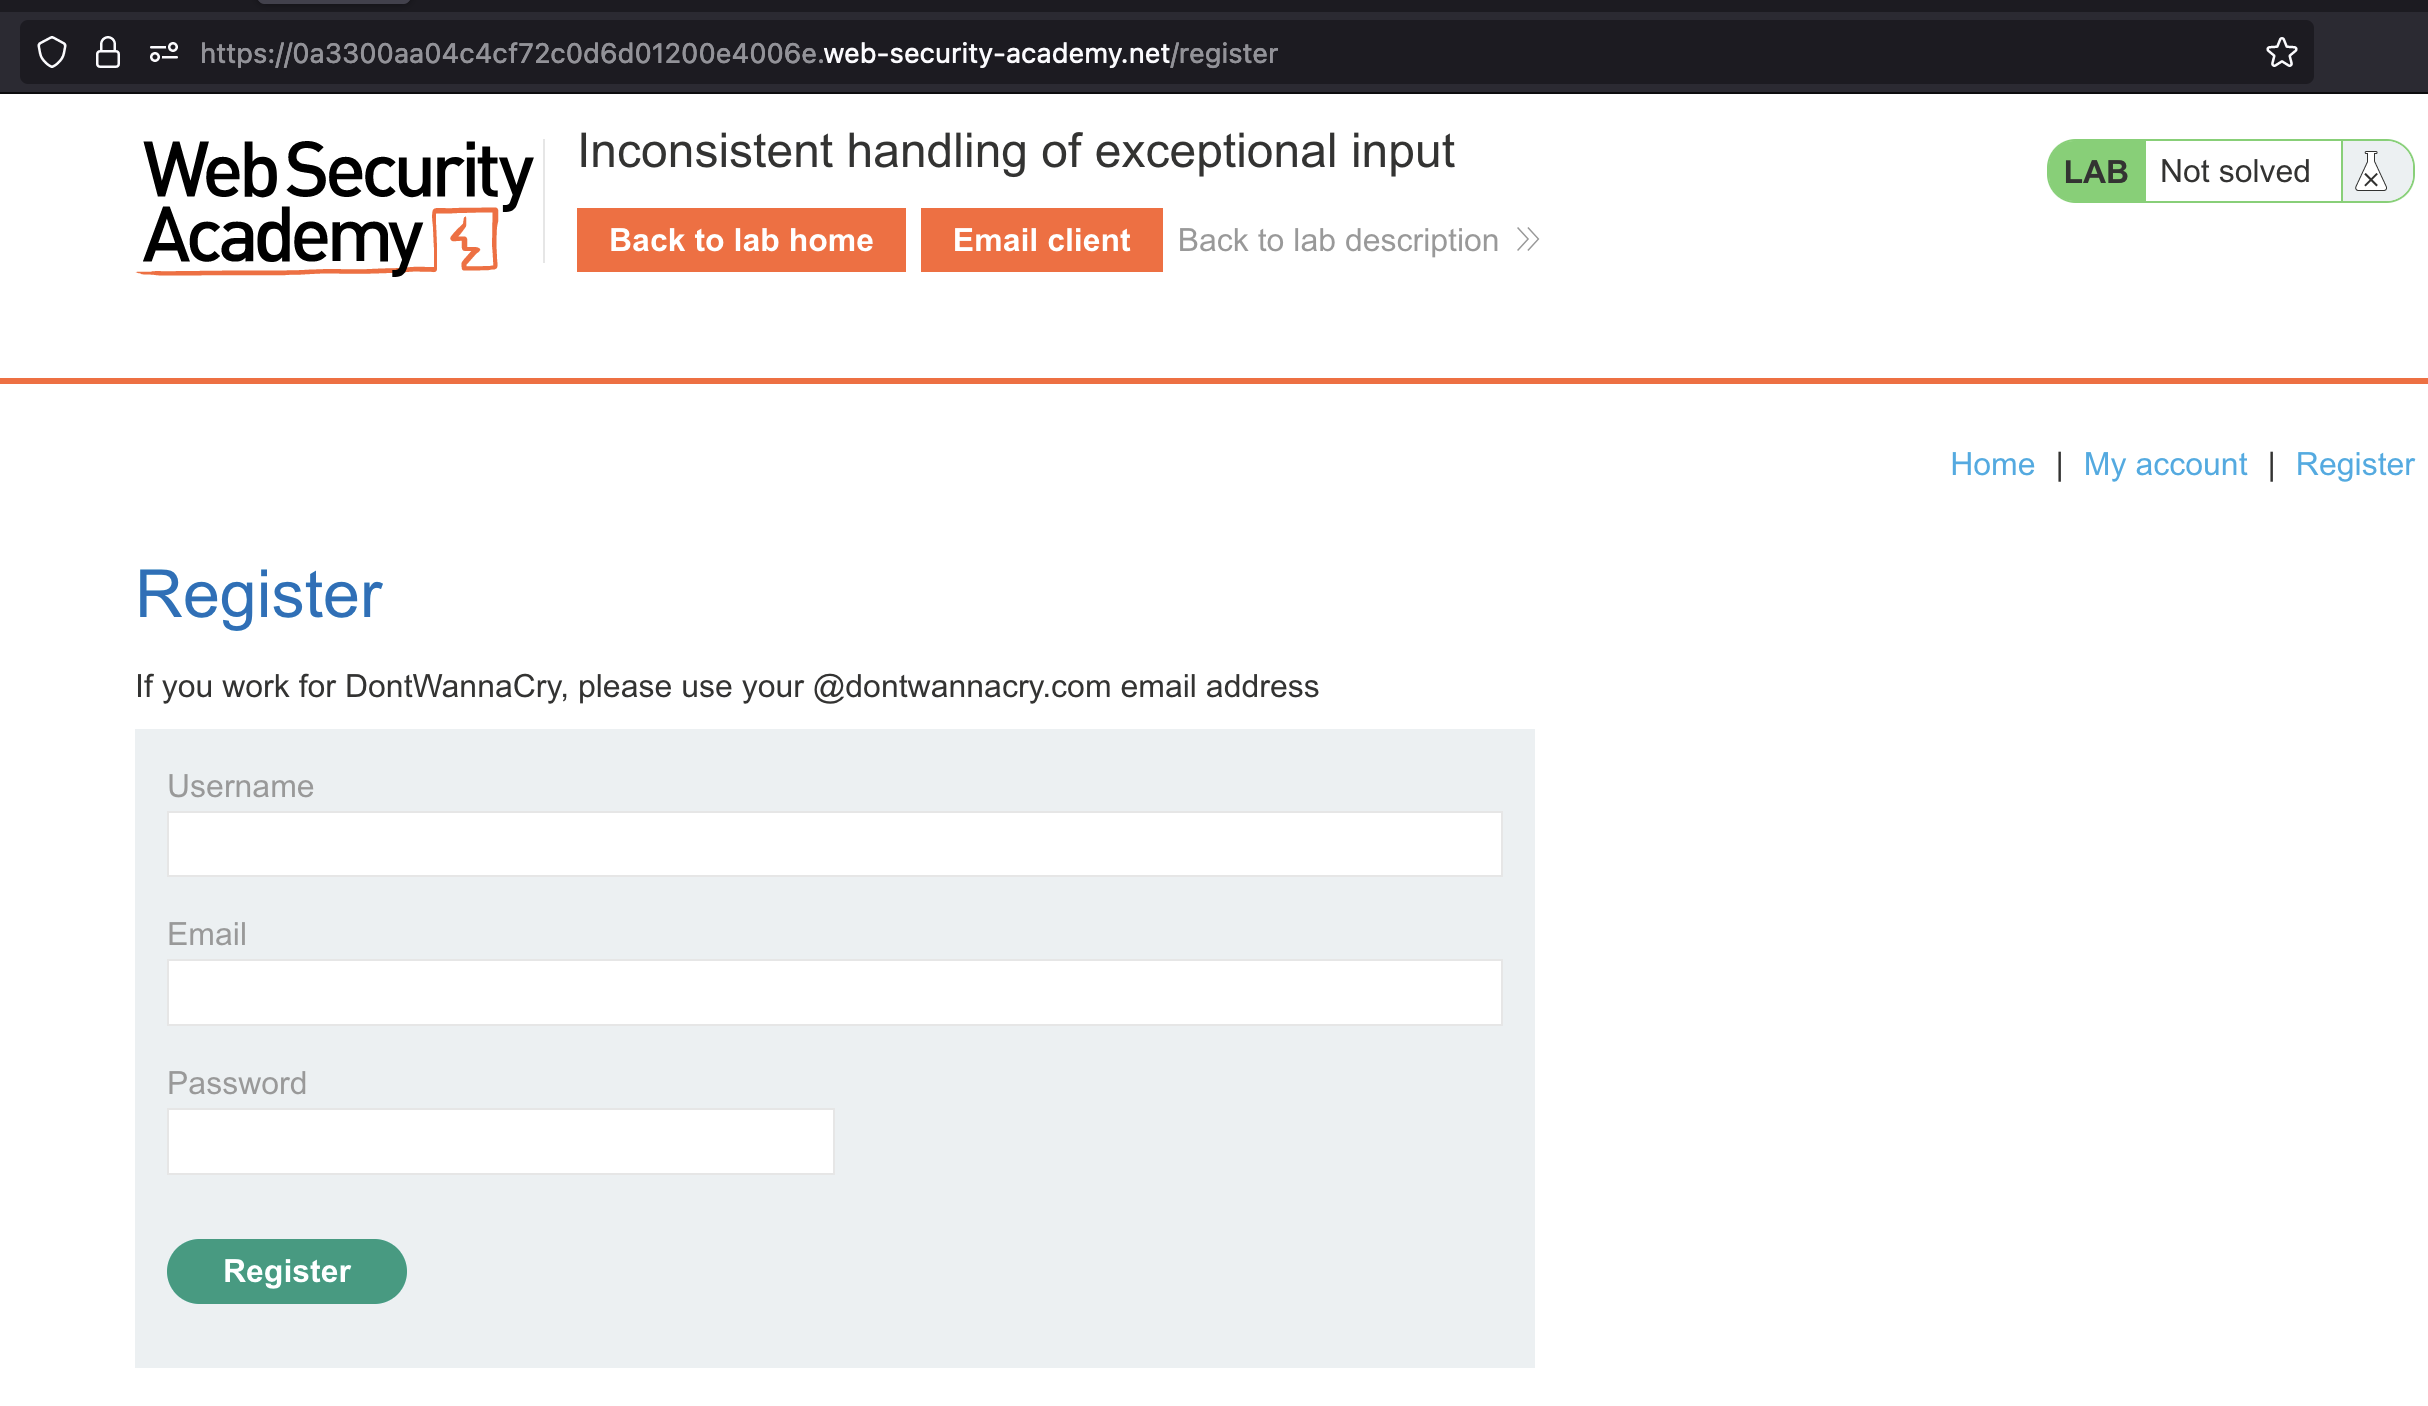 https://0a3300aa04c4cf72c0d6d01200e4006e.web-security-academy.net/register
Web Security
Academy
Inconsistent handling of exceptional input
Back to lab home
Email client
Back to lab description
LAB
Not solved
Home | My account | Register
Register
If you work for DontWannaCry, please use your @dontwannacry.com email address
Username
Email
Password
Register